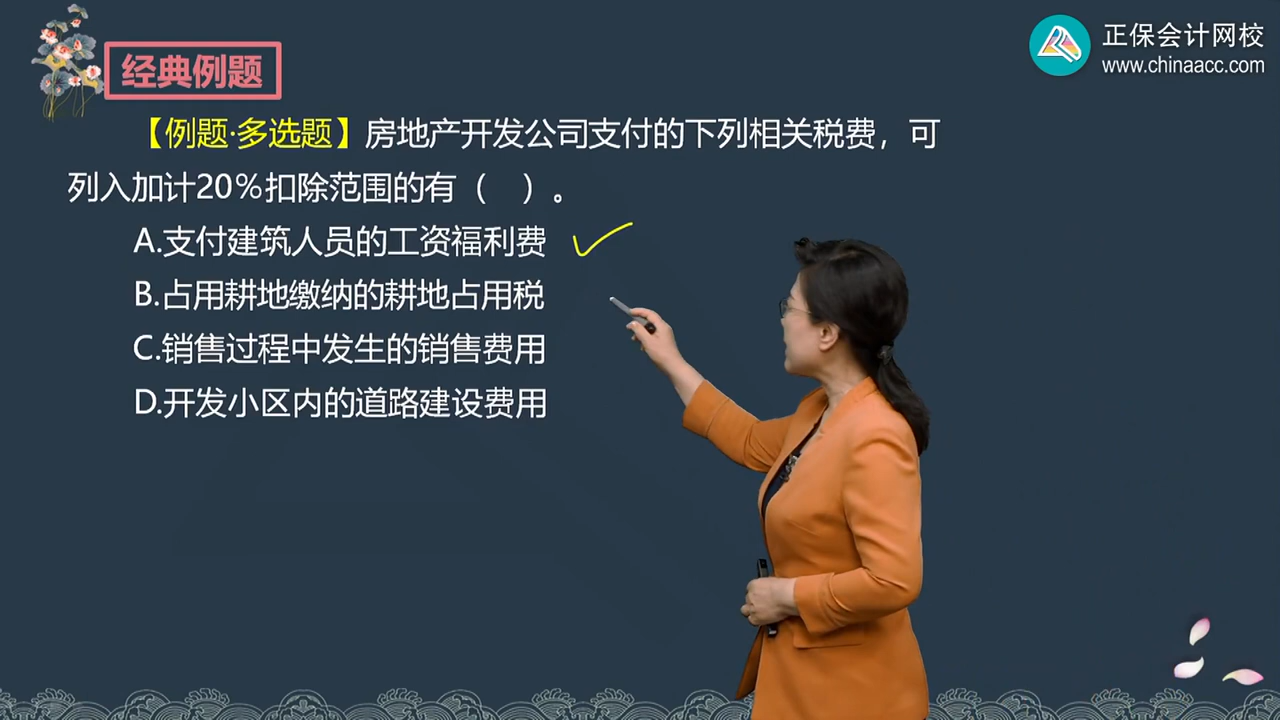 正保会计网校
www.chinaacc.com
经典例题
【例题·多选题】房地产开发公司支付的下列相关税费，可
列入加计20%扣除范围的有（　）。
A.支付建筑人员的工资福利费
B.占用耕地缴纳的耕地占用税
C.销售过程中发生的销售费用
D.开发小区内的道路建设费用